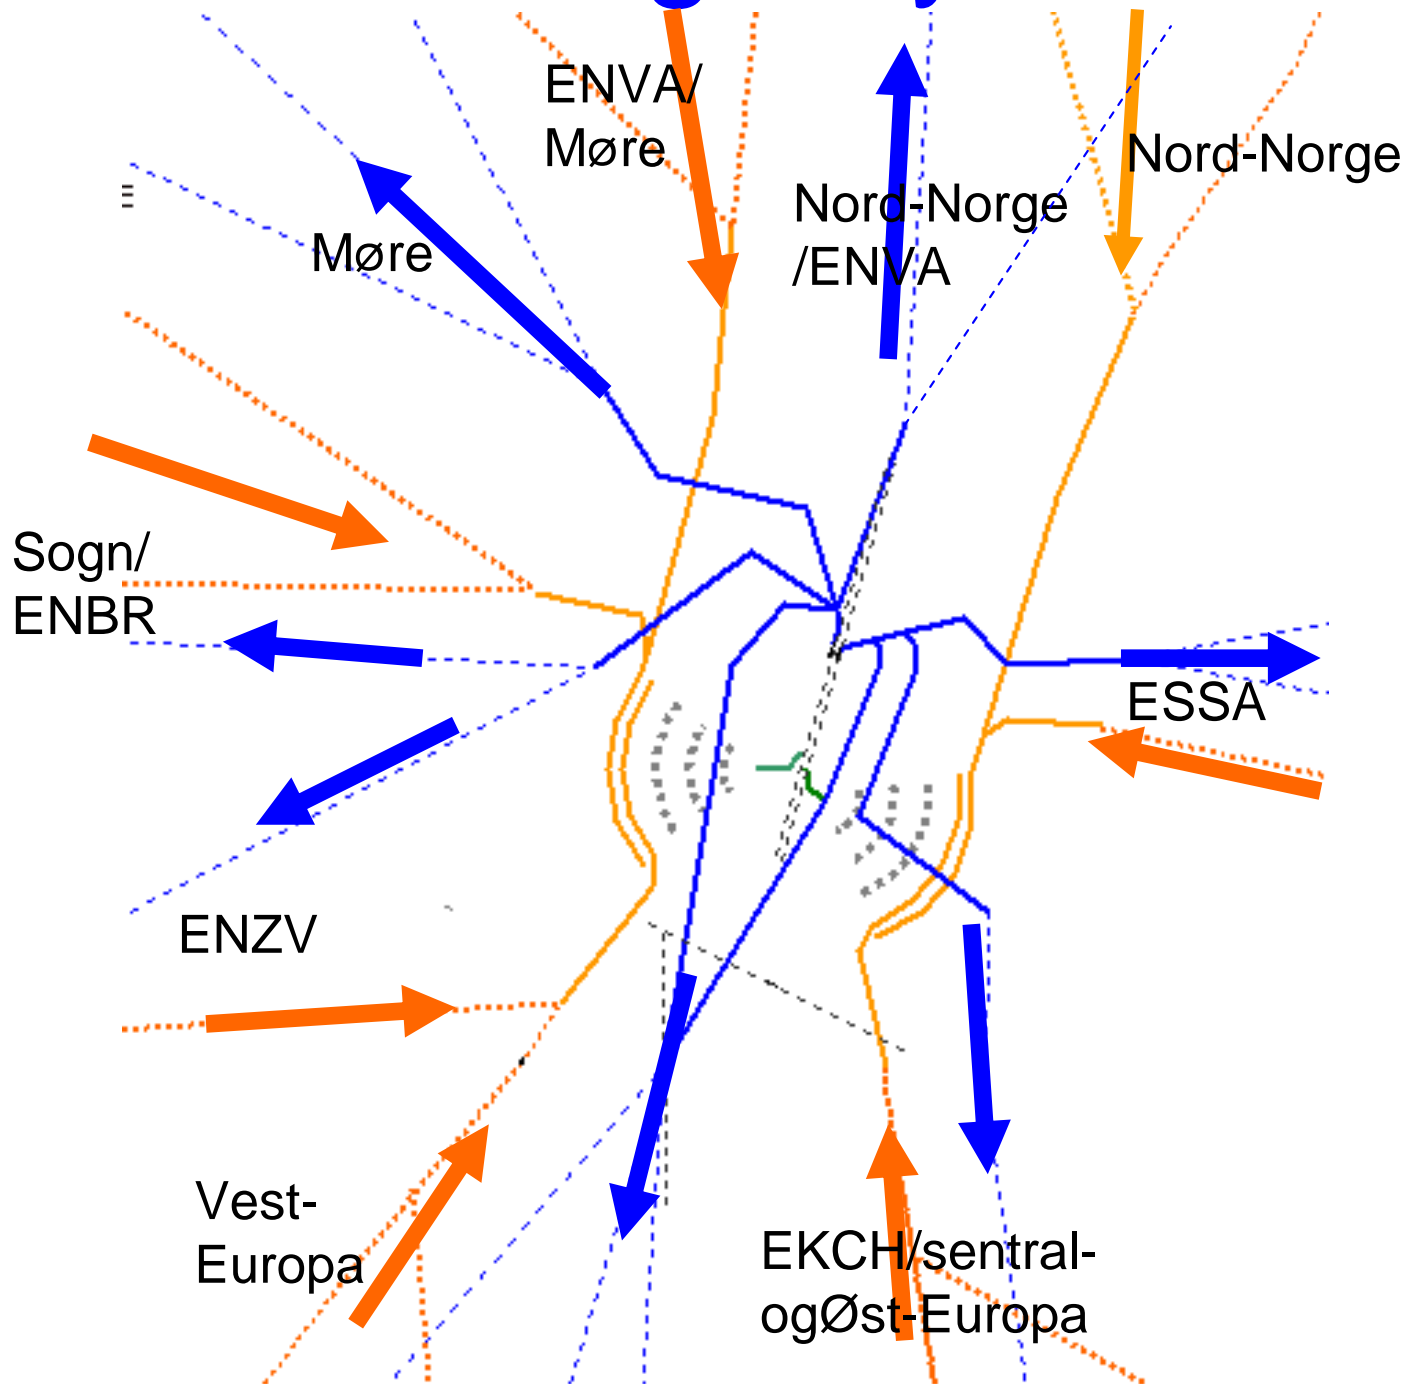 ENVA/
Møre
Nord-Norge
Nord-Norge
/ENVA
Møre
Sogn/
ENBR
ESSA
ENZV
Vest-
Europa
EKCH/sentral-
ogØst-Europa